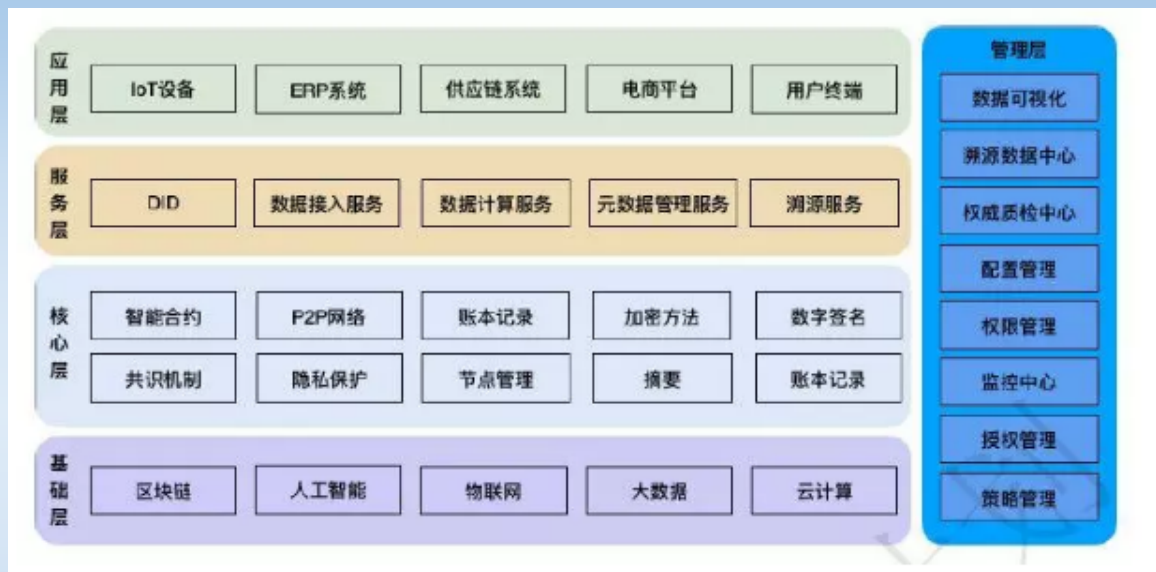 应用层
IoT设备
ERP系统
供应链系统
电商平台
用户终端
服务层
DID
数据接入服务
数据计算服务
元数据管理服务
溯源服务
核心层
智能合约
P2P网络
账本记录
加密方法
数字签名
共识机制
隐私保护
节点管理
摘要
账本记录
基础层
区块链
人工智能
物联网
大数据
云计算
管理层
数据可视化
溯源数据中心
权威质检中心
配置管理
权限管理
监控中心
授权管理
策略管理